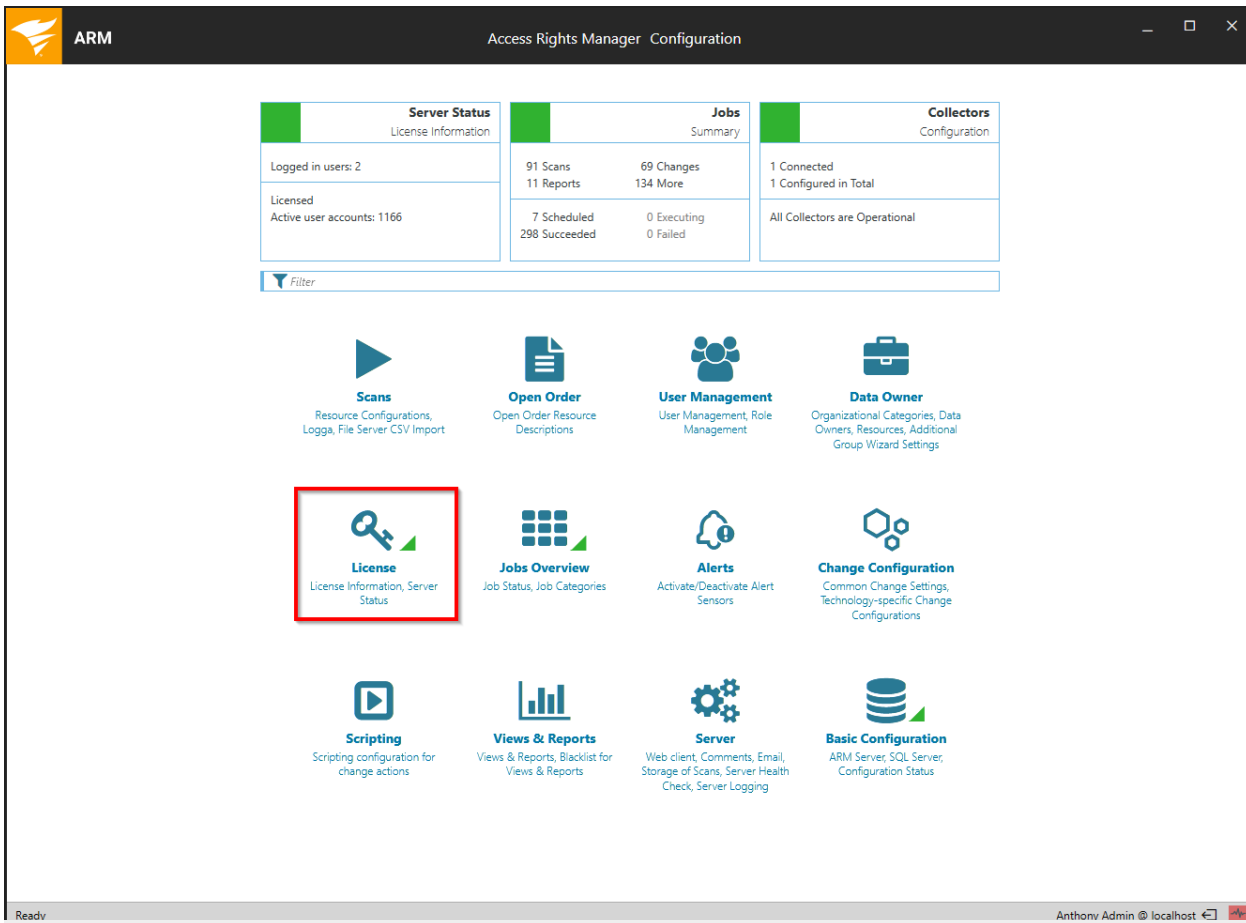 ARM
Access Rights Manager Configuration
Server Status
License Information
Logged in users: 2
Licensed
Active user accounts: 1166
Jobs
Summary
91 Scans 69 Changes
11 Reports 134 More
7 Scheduled 0 Executing
298 Succeeded 0 Failed
Collectors
Configuration
1 Connected
1 Configured in Total
All Collectors are Operational
Filter
Scans
Resource Configurations,
Logga, File Server CSV Import
Open Order
Open Order Resource
Descriptions
User Management
User Management, Role
Management
Data Owner
Organizational Categories, Data
Owners, Resources, Additional
Group Wizard Settings
License
License Information, Server
Status
Jobs Overview
Job Status, Job Categories
Alerts
Activate/Deactivate Alert
Sensors
Change Configuration
Common Change Settings,
Technology-specific Change
Configurations
Scripting
Scripting configuration for
change actions
Views & Reports
Views & Reports, Blacklist for
Views & Reports
Server
Web client, Comments, Email,
Storage of Scans, Server Health
Check, Server Logging
Basic Configuration
ARM Server, SQL Server,
Configuration Status
Ready
Anthony Admin @ localhost